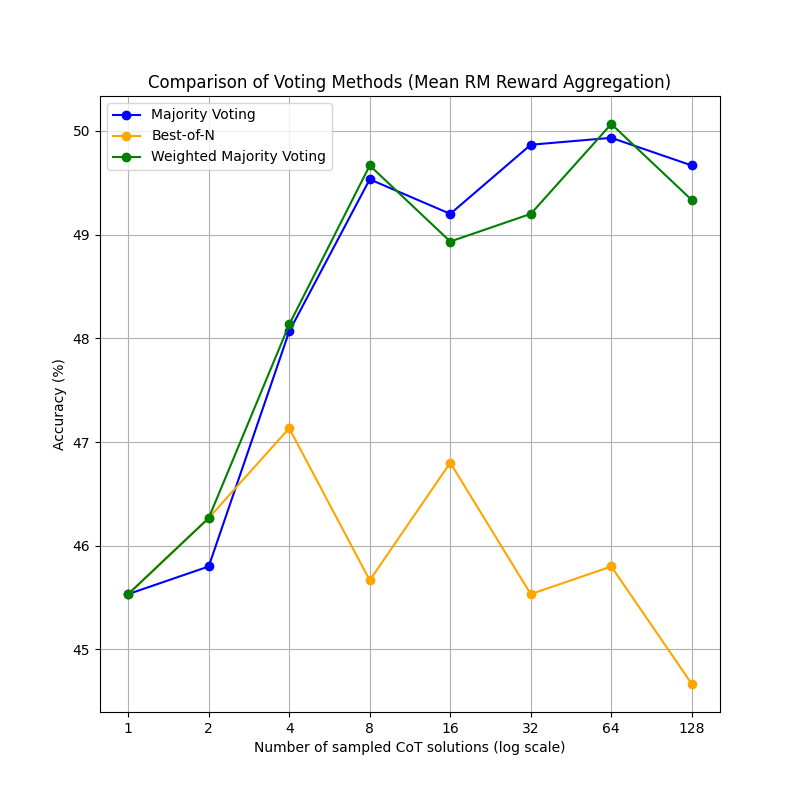 Comparison of Voting Methods (Mean RM Reward Aggregation)
Majority Voting
Best-of-N
Weighted Majority Voting
50
49
48
47
46
45
Accuracy (%)
1 2 4 8 16 32 64 128
Number of sampled CoT solutions (log scale)